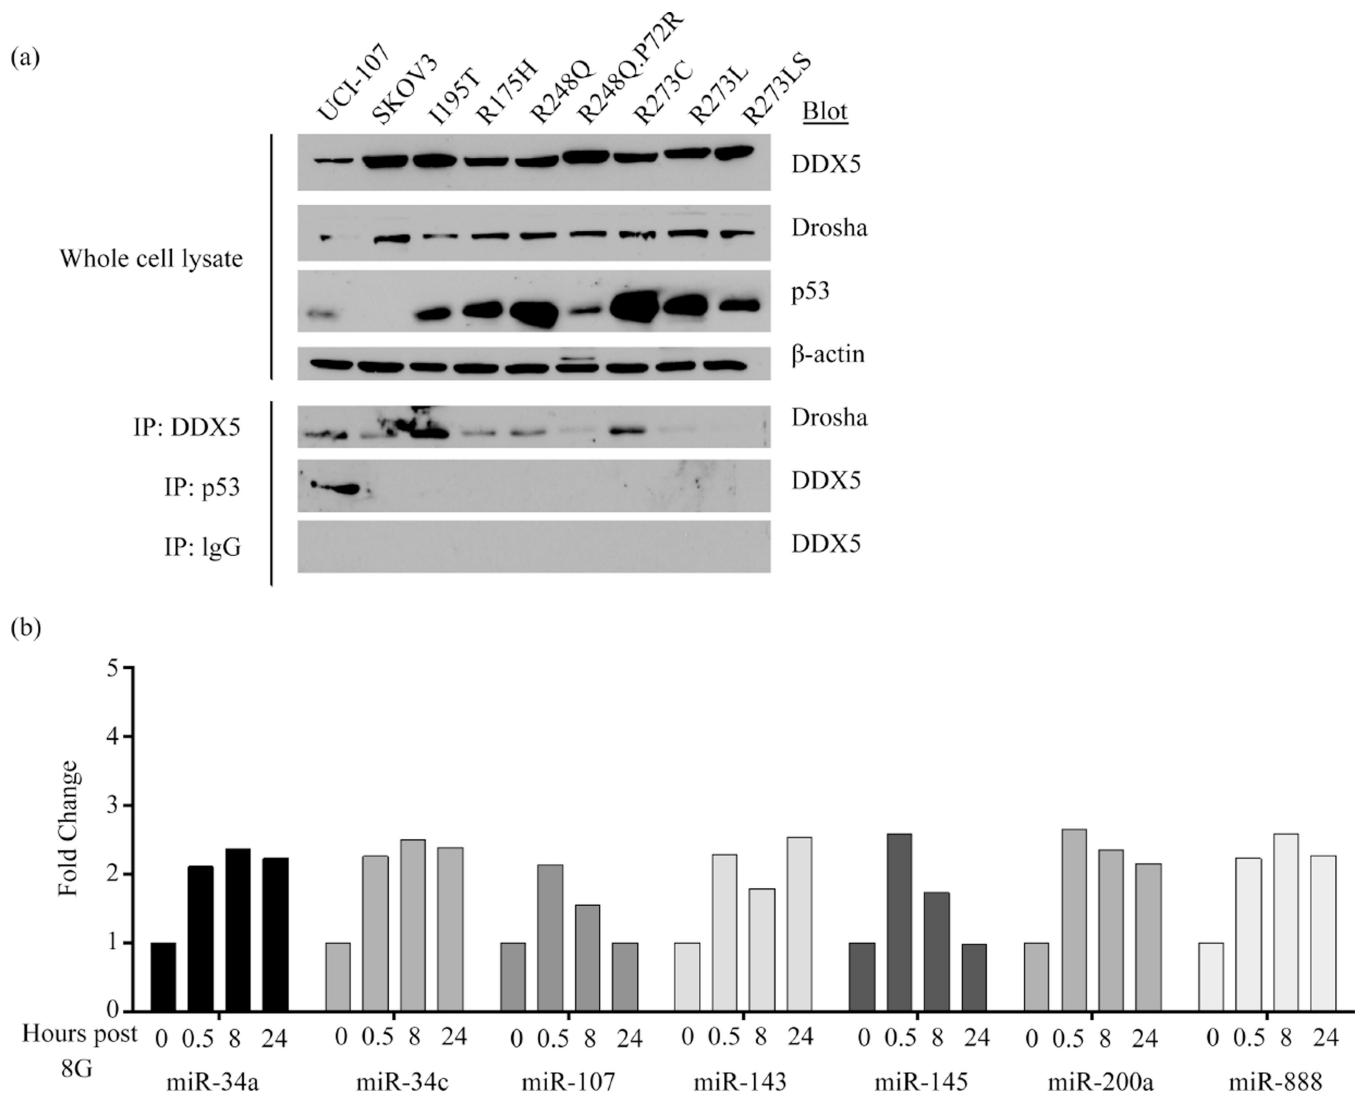 (a)
UCI-107 SKOV3 I195T R175H R248Q R248Q.P72R R273C R273L R273LS Blot
DDX5
Drosha
Whole cell lysate
p53
β-actin
IP: DDX5 Drosha
IP: p53 DDX5
IP: lgG DDX5
(b)
5
4
3
2
1
0
Fold Change
Hours post 0 0.5 8 24 0 0.5 8 24 0 0.5 8 24 0 0.5 8 24 0 0.5 8 24 0 0.5 8 24 0 0.5 8 24
8G
miR-34a miR-34c miR-107 miR-143 miR-145 miR-200a miR-888